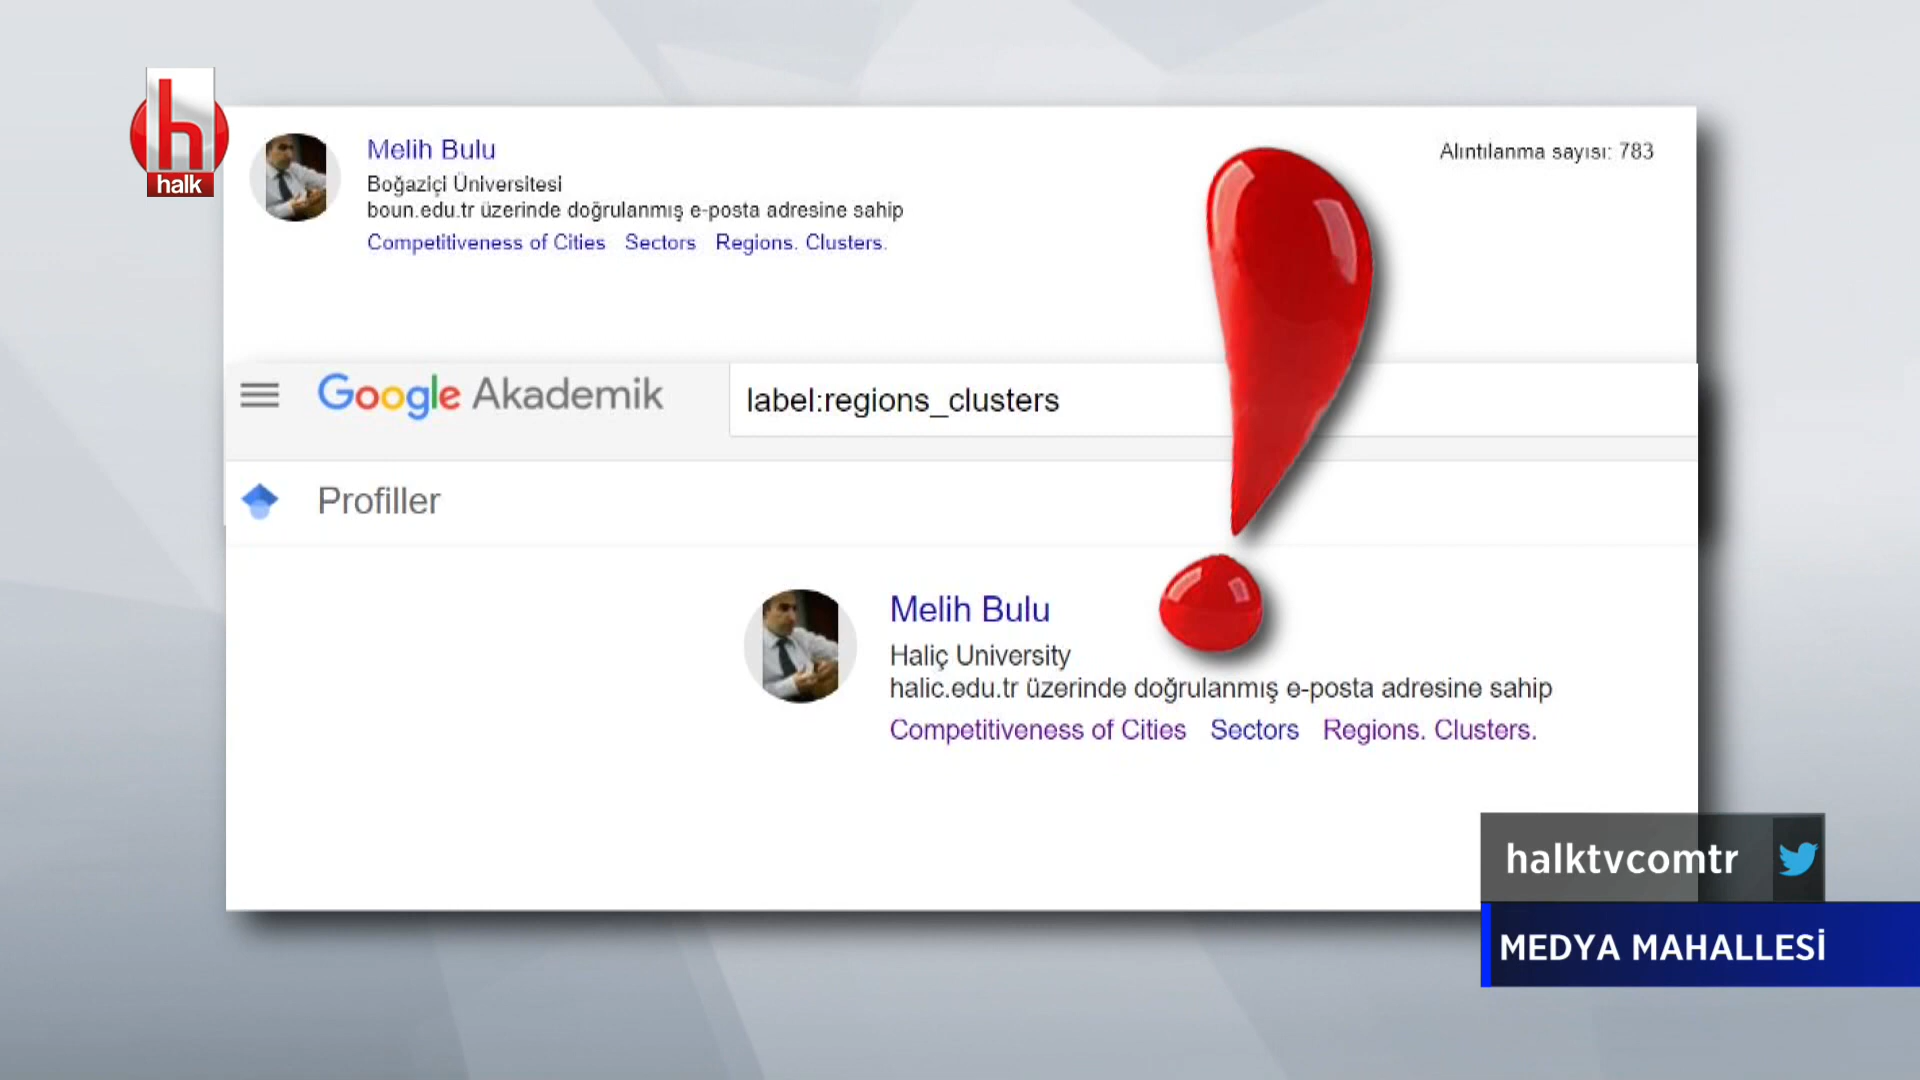 h
halk
Melih Bulu
Alıntılanma sayısı: 783
Boğaziçi Üniversitesi
boun.edu.tr üzerinde doğrulanmış e-posta adresine sahip
Competitiveness of Cities Sectors Regions. Clusters.
Google Akademik
label:regions_clusters
Profiller
Melih Bulu
Haliç University
halic.edu.tr üzerinde doğrulanmış e-posta adresine sahip
Competitiveness of Cities Sectors Regions. Clusters.
halktvcomtr
MEDYA MAHALLESİ